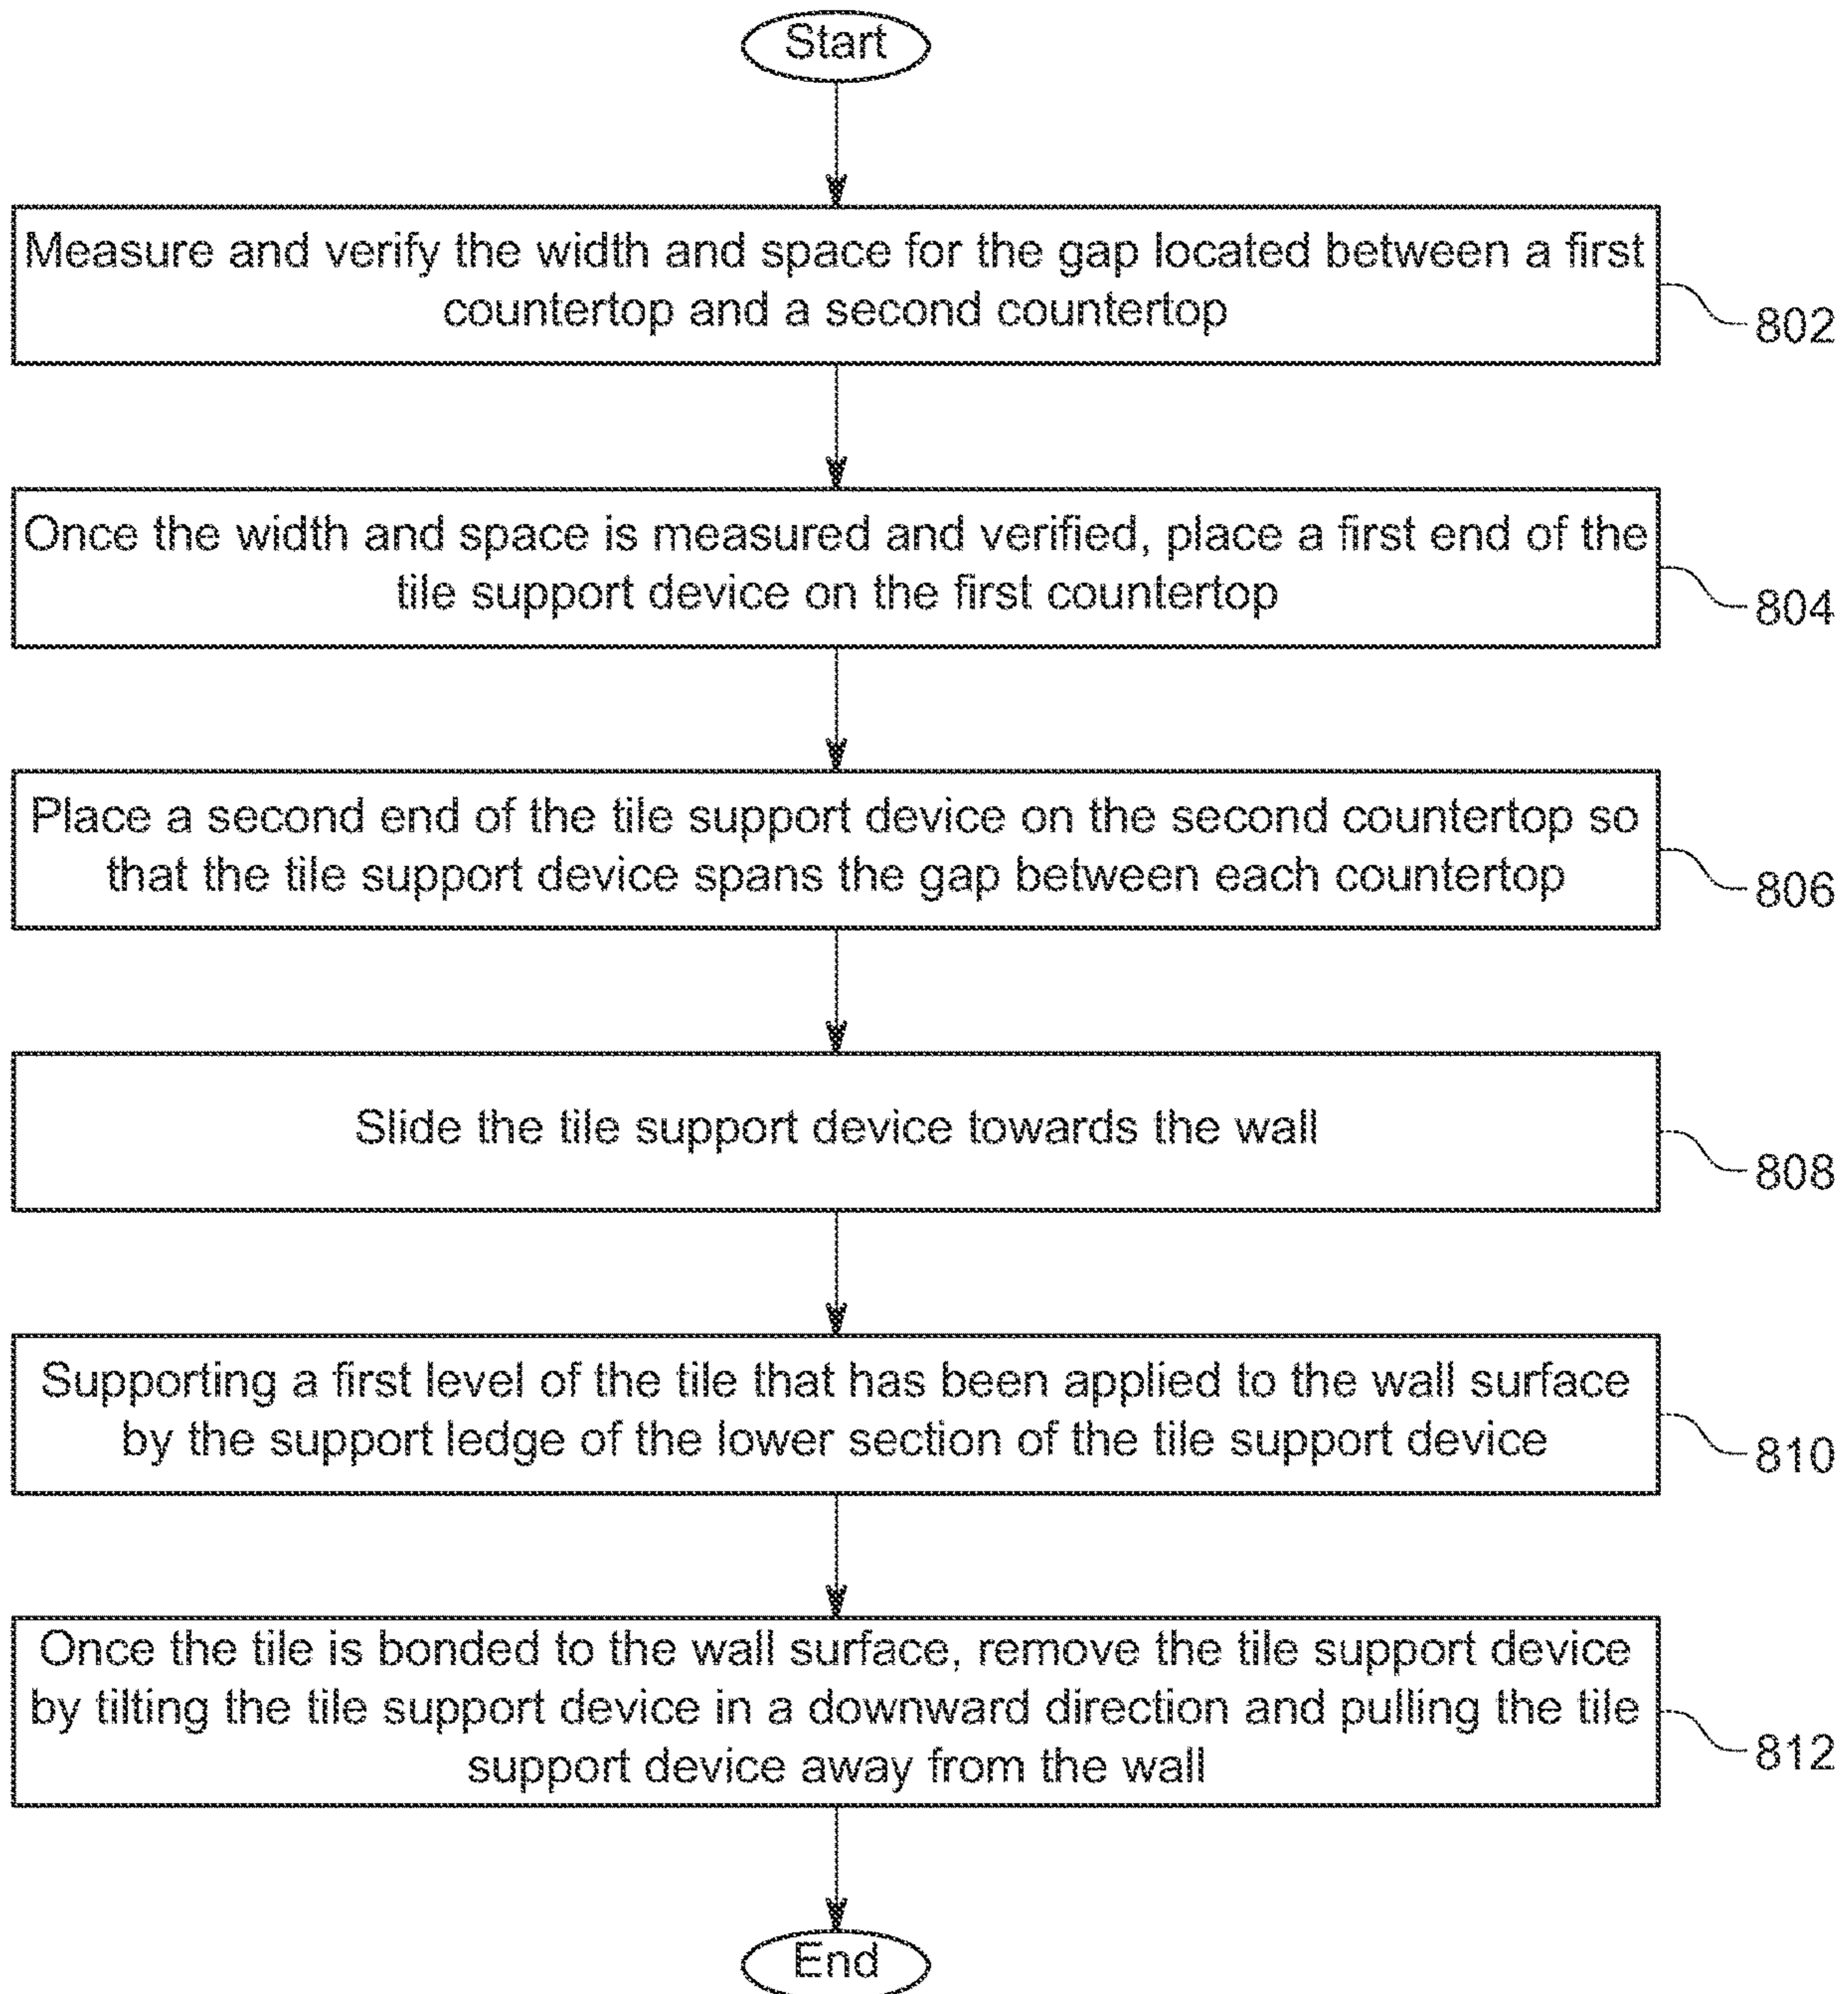 Start
Measure and verify the width and space for the gap located between a first
countertop and a second countertop
802
Once the width and space is measured and verified, place a first end of the
tile support device on the first countertop
804
Place a second end of the tile support device on the second countertop so
that the tile support device spans the gap between each countertop
806
Slide the tile support device towards the wall
808
Supporting a first level of the tile that has been applied to the wall surface
by the support ledge of the lower section of the tile support device
810
Once the tile is bonded to the wall surface, remove the tile support device
by tilting the tile support device in a downward direction and pulling the tile
support device away from the wall
812
End